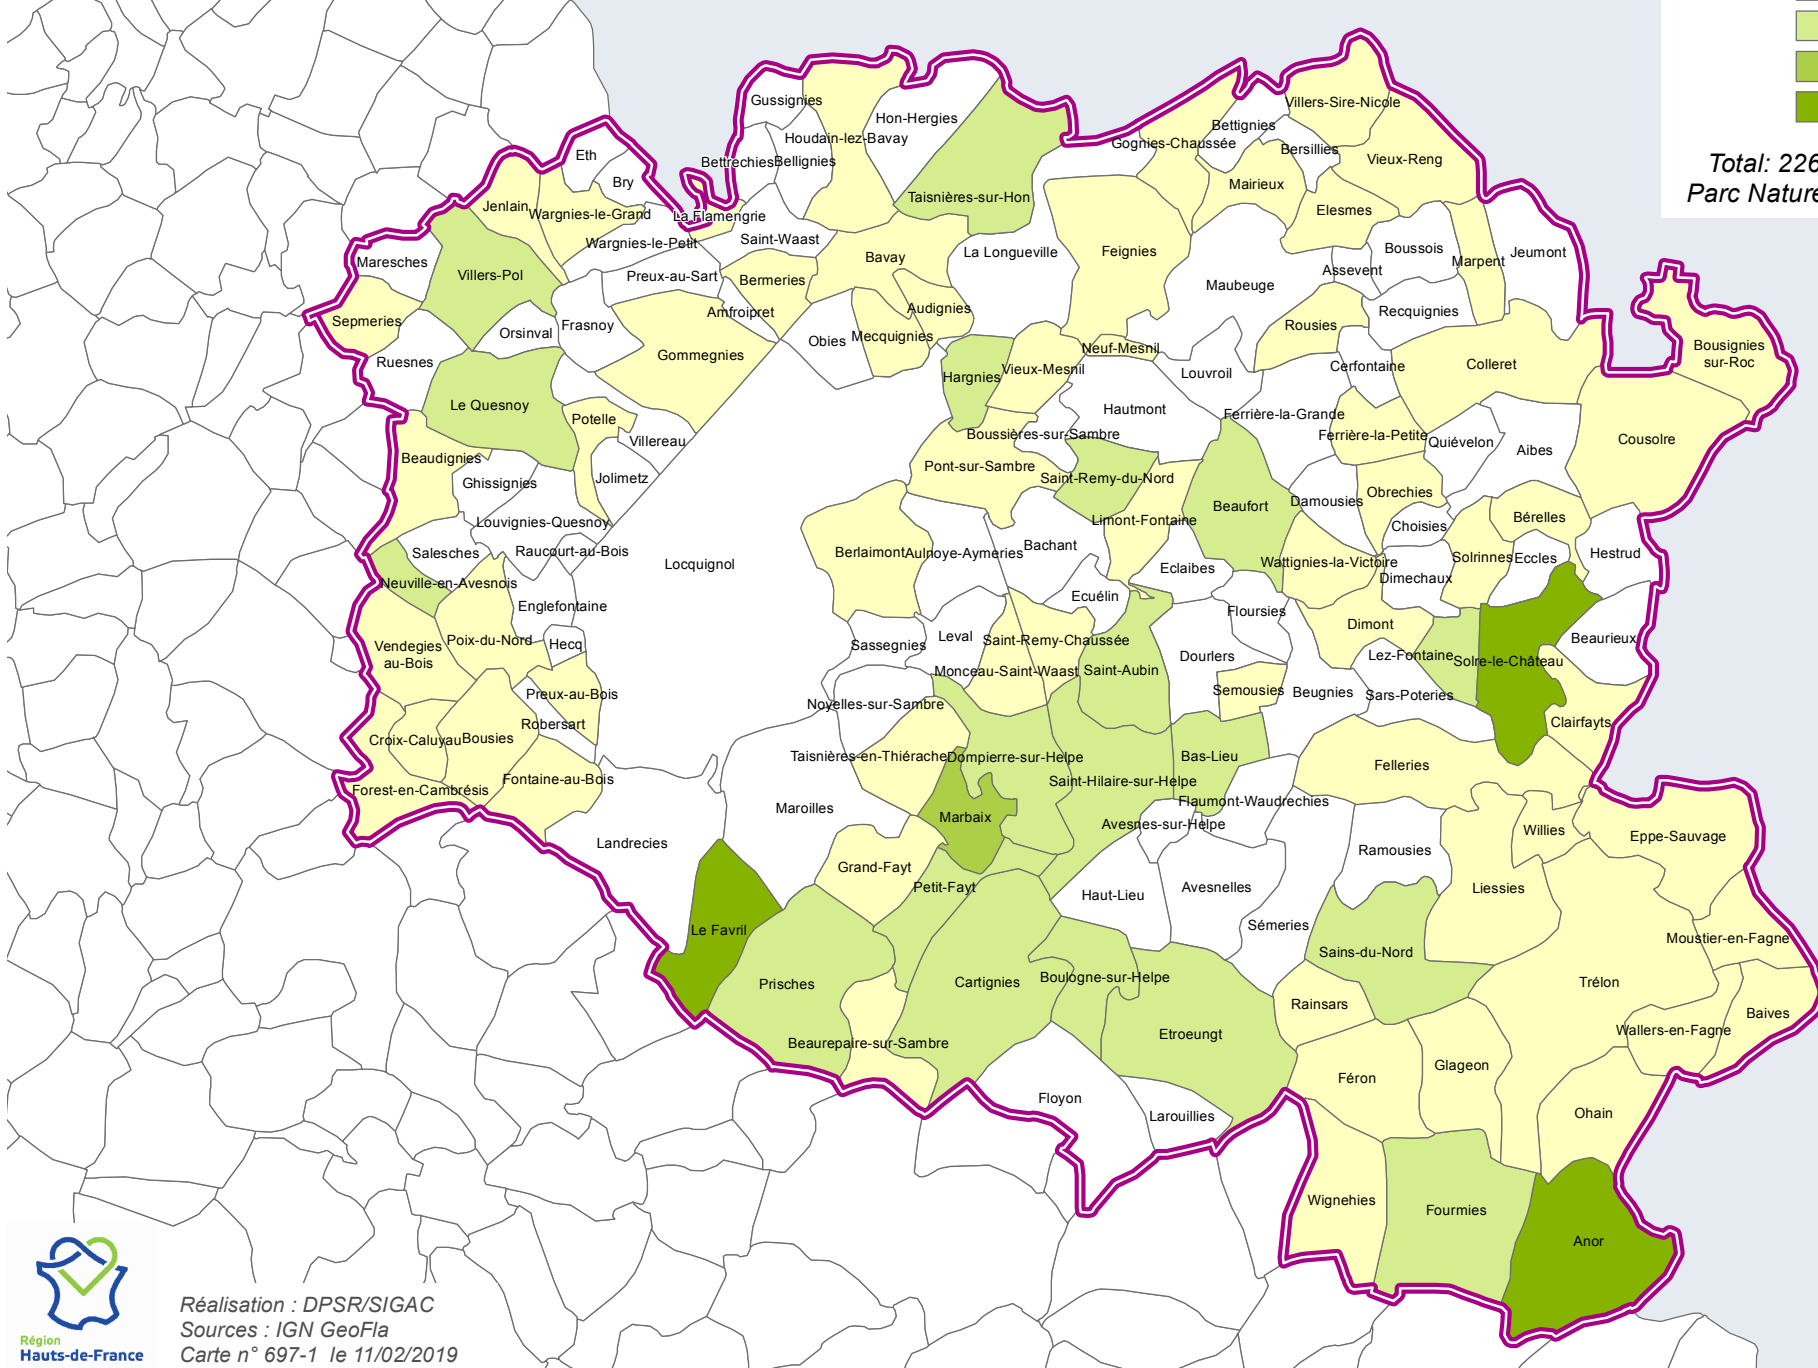 Total: 226
Parc Nature
Gussignies
Hon-Hergies
Houdain-lez-Bavay
Bettrechies
Bellignies
Villers-Sire-Nicole
Bettignies
Gognies-Chaussée
Bersillies
Vieux-Reng
Eth
Bry
Mairieux
Taisnières-sur-Hon
Jenlain
Wargnies-le-Grand
La Flamengrie
Elesmes
Wargnies-le-Petit
Saint-Waast
La Longueville
Feignies
Boussois
Jeumont
Maresches
Villers-Pol
Preux-au-Sart
Bermeries
Bavay
Assevent
Marpent
Maubeuge
Sepmeries
Orsinval
Frasnoy
Amfroipret
Audignies
Recquignies
Rousies
Obies
Mecquignies
Ruesnes
Gommegnies
Neuf-Mesnil
Bousignies
sur-Roc
Hargnies
Vieux-Mesnil
Louvroil
Cerfontaine
Colleret
Le Quesnoy
Potelle
Hautmont
Ferrière-la-Grande
Villereau
Boussières-sur-Sambre
Ferrière-la-Petite
Quiévelon
Aibes
Cousolre
Beaudignies
Pont-sur-Sambre
Ghissignies
Jolimetz
Saint-Remy-du-Nord
Beaufort
Damousies
Obrechies
Louvignies-Quesnoy
Limont-Fontaine
Choisies
Bérelles
Salesches
Raucourt-au-Bois
Locquignol
Berlaimont
Aulnoye-Aymeries
Bachant
Eclaibes
Wattignies-la-Victoire
Solrinnes
Eccles
Hestrud
Neuville-en-Avesnois
Dimechaux
Englefontaine
Ecuélin
Floursies
Vendegies
au-Bois
Poix-du-Nord
Hecq
Sassegnies
Leval
Saint-Remy-Chaussée
Dimont
Beaurieux
Monceau-Saint-Waast
Saint-Aubin
Dourlers
Lez-Fontaine
Solre-le-Château
Preux-au-Bois
Noyelles-sur-Sambre
Semousies
Beugnies
Sars-Poteries
Robersart
Clairfayts
Croix-Caluyau
Bousies
Taisnières-en-Thiérache
Dompierre-sur-Helpe
Bas-Lieu
Felleries
Fontaine-au-Bois
Saint-Hilaire-sur-Helpe
Forest-en-Cambrésis
Maroilles
Marbaix
Flaumont-Waudrechies
Avesnes-sur-Helpe
Willies
Eppe-Sauvage
Landrecies
Ramousies
Grand-Fayt
Petit-Fayt
Haut-Lieu
Avesnelles
Liessies
Le Favril
Sémeries
Sains-du-Nord
Moustier-en-Fagne
Prisches
Cartignies
Boulogne-sur-Helpe
Trélon
Rainsars
Baives
Beaurepaire-sur-Sambre
Etroeungt
Wallers-en-Fagne
Féron
Glageon
Floyon
Larouillies
Ohain
Wignehies
Fourmies
Anor
Région
Hauts-de-France
Réalisation : DPSR/SIGAC
Sources : IGN GeoFla
Carte n° 697-1 le 11/02/2019